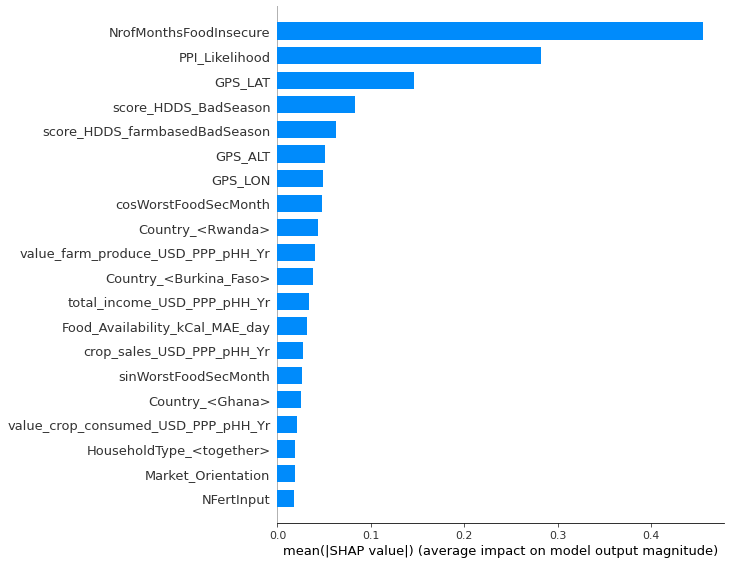 NrofMonthsFoodInsecure
PPI_Likelihood
GPS_LAT
score_HDDS_BadSeason
score_HDDS_farmbasedBadSeason
GPS_ALT
GPS_LON
cosWorstFoodSecMonth
Country_<Rwanda>
value_farm_produce_USD_PPP_pHH_Yr
Country_<Burkina_Faso>
total_income_USD_PPP_pHH_Yr
Food_Availability_kCal_MAE_day
crop_sales_USD_PPP_pHH_Yr
sinWorstFoodSecMonth
Country_<Ghana>
value_crop_consumed_USD_PPP_pHH_Yr
HouseholdType_<together>
Market_Orientation
NFertInput
0.0 0.1 0.2 0.3 0.4
mean(|SHAP value|) (average impact on model output magnitude)